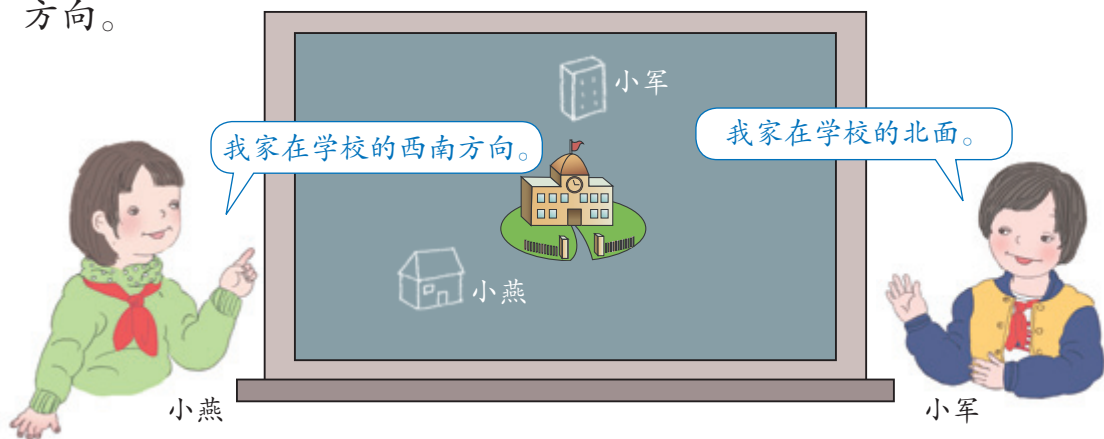 方向。
小军
我家在学校的西南方向。
我家在学校的北面。
小燕
小燕
小军